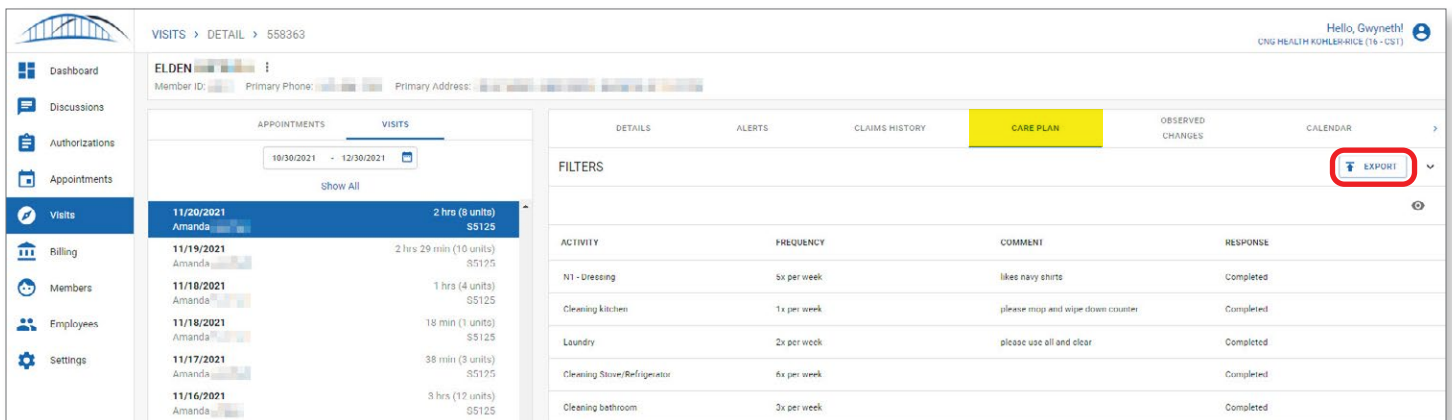 VISITS > DETAIL > 558363
Hello, Gwyneth!
CNG HEALTH KOHLER-RICE (16 - CST)
Dashboard
Discussions
Authorizations
Appointments
Visits
Billing
Members
Employees
Settings
ELDEN
Member ID: Primary Phone: Primary Address:
APPOINTMENTS VISITS
10/30/2021 - 12/30/2021
Show All
11/20/2021 2 hrs (8 units)
Amanda S5125
11/19/2021 2 hrs 29 min (10 units)
Amanda S5125
11/18/2021 1 hrs (4 units)
Amanda S5125
11/18/2021 18 min (1 units)
Amanda S5125
11/17/2021 38 min (3 units)
Amanda S5125
11/16/2021 3 hrs (12 units)
Amanda S5125
DETAILS ALERTS CLAIMS HISTORY CARE PLAN OBSERVED CHANGES CALENDAR >
FILTERS EXPORT
ACTIVITY FREQUENCY COMMENT RESPONSE
N1 - Dressing 5x per week likes navy shirts Completed
Cleaning kitchen 1x per week please mop and wipe down counter Completed
Laundry 2x per week please use all and clear Completed
Cleaning Stove/Refrigerator 6x per week Completed
Cleaning bathroom 3x per week Completed